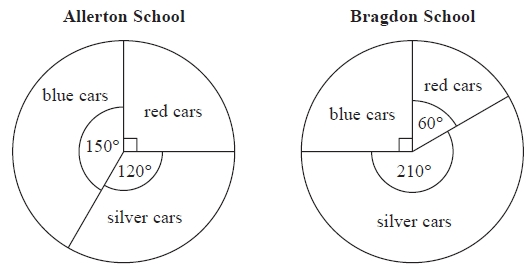 Allerton School
blue cars
red cars
150°
120°
silver cars
Bragdon School
red cars
blue cars
60°
210°
silver cars